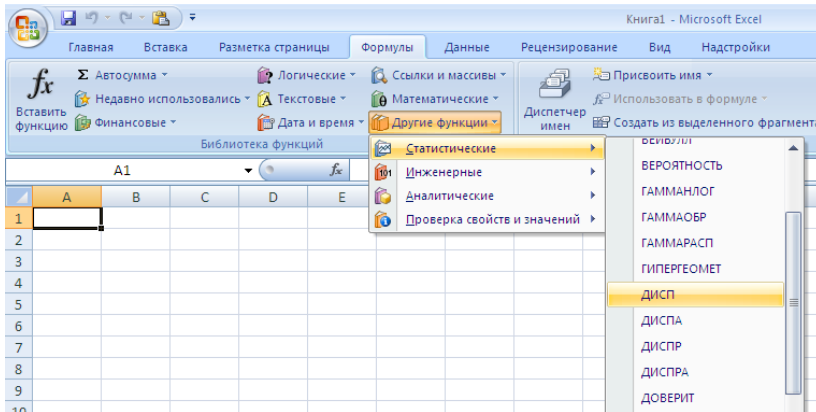 Книга1 - Microsoft Excel
Главная Вставка Разметка страницы Формулы Данные Рецензирование Вид Надстройки
fx Вставить функцию
Σ Автосумма
Недавно использовались
Финансовые
Логические
Текстовые
Дата и время
Ссылки и массивы
Математические
Другие функции
Библиотека функций
Диспетчер имен
Присвоить имя
Использовать в формуле
Создать из выделенного фрагмент
A1 fx
Статистические
Инженерные
Аналитические
Проверка свойств и значений
ВЕЙБУЛЛ
ВЕРОЯТНОСТЬ
ГАММАНЛОГ
ГАММАОБР
ГАММАРАСП
ГИПЕРГЕОМЕТ
ДИСП
ДИСПА
ДИСПР
ДИСПРА
ДОВЕРИТ
A B C D E
1
2
3
4
5
6
7
8
9
10